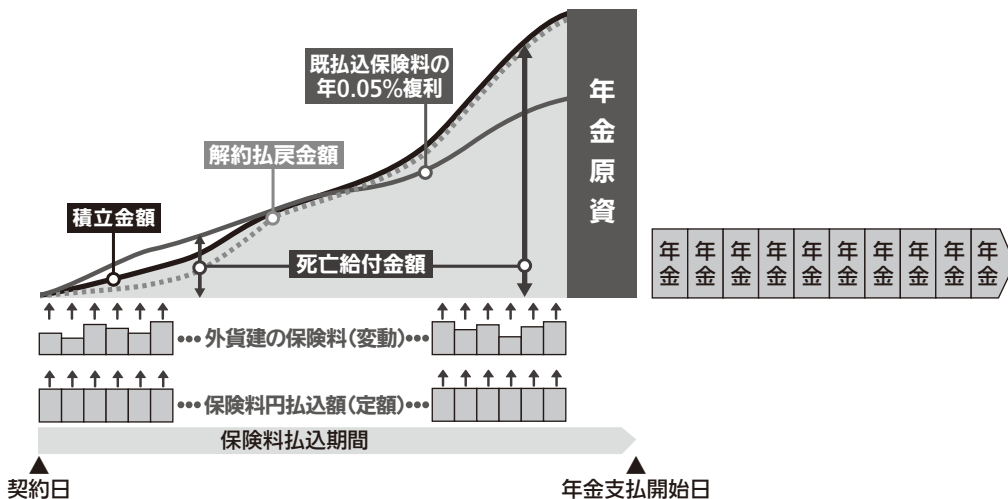 既払込保険料の
年0.05%複利
解約払戻金額
積立金額
死亡給付金額
年金原資
年金
年金
年金
年金
年金
年金
年金
年金
年金
年金
•••外貨建の保険料(変動)•••
•••保険料円払込額(定額)•••
保険料払込期間
契約日
年金支払開始日